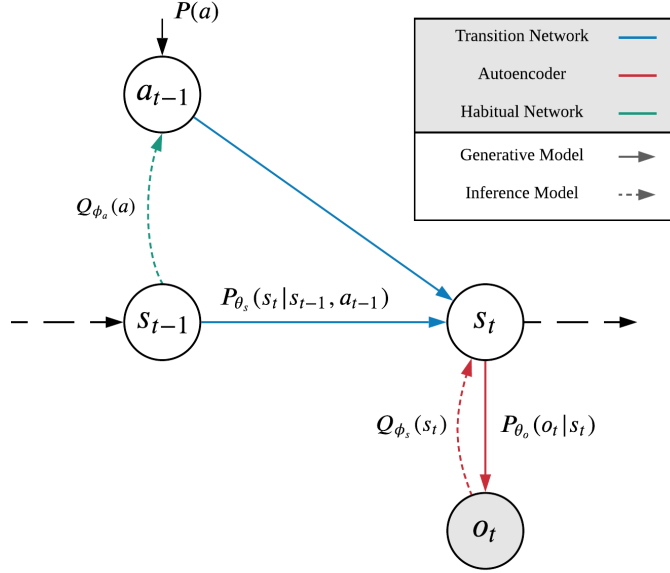 P(a)
Transition Network
Autoencoder
Habitual Network
Generative Model
Inference Model
a_{t−1}
Q_{ϕ_a}(a)
P_{θ_s}(s_t|s_{t−1}, a_{t−1})
s_{t−1}
s_t
Q_{ϕ_s}(s_t)
P_{θ_o}(o_t|s_t)
o_t